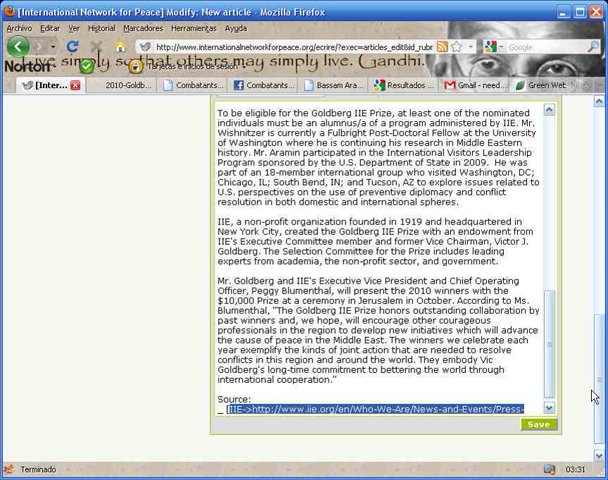 [International Network for Peace] Modify: New article - Mozilla Firefox
Archivo Editar Ver Historial Marcadores Herramientas Ayuda
http://www.internationalnetworkforpeace.org/ecrire/?exec=articles_edit&id_rubr
Google
Live simply so that others may simply live. Gandhi.
Norton
Tarjetas e inicios de sesión
[Inter... 2010-Goldb... Combatants... Combatants... Bassam Ar... Resultados ... Gmail - need... Green Web
To be eligible for the Goldberg IIE Prize, at least one of the nominated
individuals must be an alumnus/a of a program administered by IIE. Mr.
Wishnitzer is currently a Fulbright Post-Doctoral Fellow at the University
of Washington where he is continuing his research in Middle Eastern
history. Mr. Aramin participated in the International Visitors Leadership
Program sponsored by the U.S. Department of State in 2009. He was
part of an 18-member international group who visited Washington, DC;
Chicago, IL; South Bend, IN; and Tucson, AZ to explore issues related to
U.S. perspectives on the use of preventive diplomacy and conflict
resolution in both domestic and international spheres.
IIE, a non-profit organization founded in 1919 and headquartered in
New York City, created the Goldberg IIE Prize with an endowment from
IIE's Executive Committee member and former Vice Chairman, Victor J.
Goldberg. The Selection Committee for the Prize includes leading
experts from academia, the non-profit sector, and government.
Mr. Goldberg and IIE's Executive Vice President and Chief Operating
Officer, Peggy Blumenthal, will present the 2010 winners with the
$10,000 Prize at a ceremony in Jerusalem in October. According to Ms.
Blumenthal, "The Goldberg IIE Prize honors outstanding collaboration by
past winners and, we hope, will encourage other courageous
professionals in the region to develop new initiatives which will advance
the cause of peace in the Middle East. The winners we celebrate each
year exemplify the kinds of joint action that are needed to resolve
conflicts in this region and around the world. They embody Vic
Goldberg's long-time commitment to bettering the world through
international cooperation."
Source:
_ [IIE->http://www.iie.org/en/Who-We-Are/News-and-Events/Press-
Save
Terminado
03:31